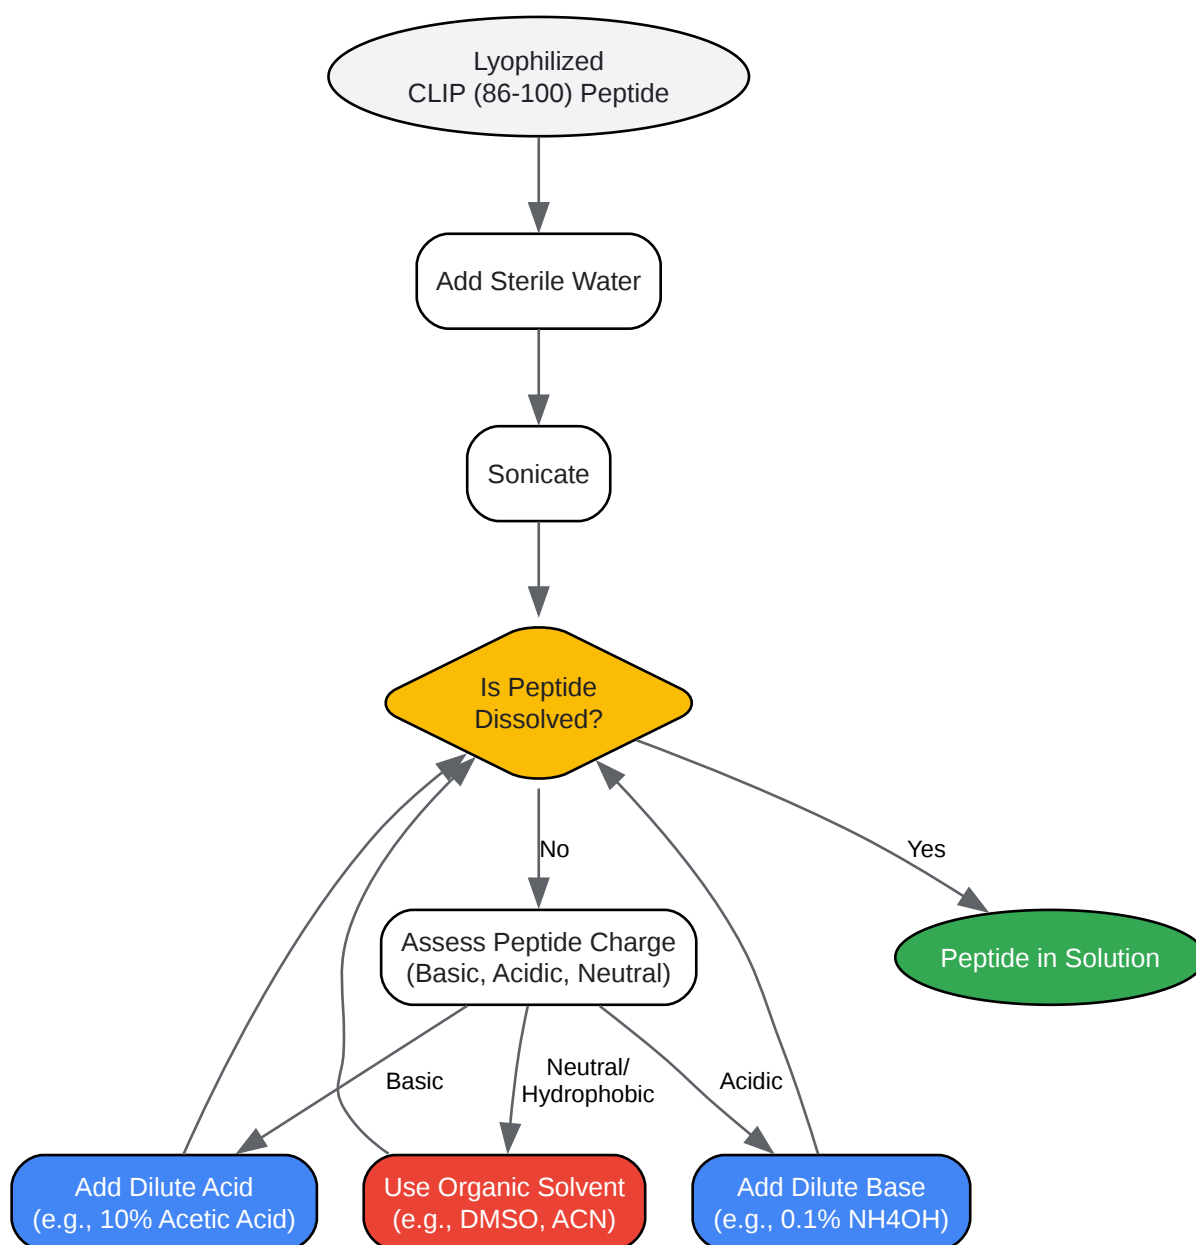 Lyophilized
CLIP (86-100) Peptide
Add Sterile Water
Sonicate
Is Peptide
Dissolved?
No
Yes
Assess Peptide Charge
(Basic, Acidic, Neutral)
Peptide in Solution
Basic
Neutral/
Hydrophobic
Acidic
Add Dilute Acid
(e.g., 10% Acetic Acid)
Use Organic Solvent
(e.g., DMSO, ACN)
Add Dilute Base
(e.g., 0.1% NH4OH)